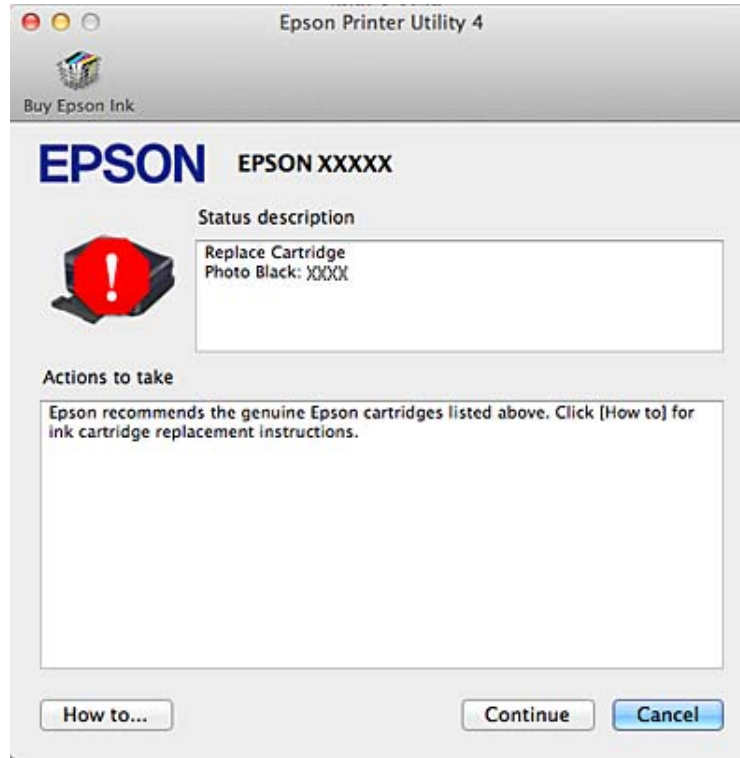 Epson Printer Utility 4
Buy Epson Ink
EPSON EPSON XXXXX
Status description
Replace Cartridge
Photo Black: XXXX
!
Actions to take
Epson recommends the genuine Epson cartridges listed above. Click [How to] for
ink cartridge replacement instructions.
How to... Continue Cancel